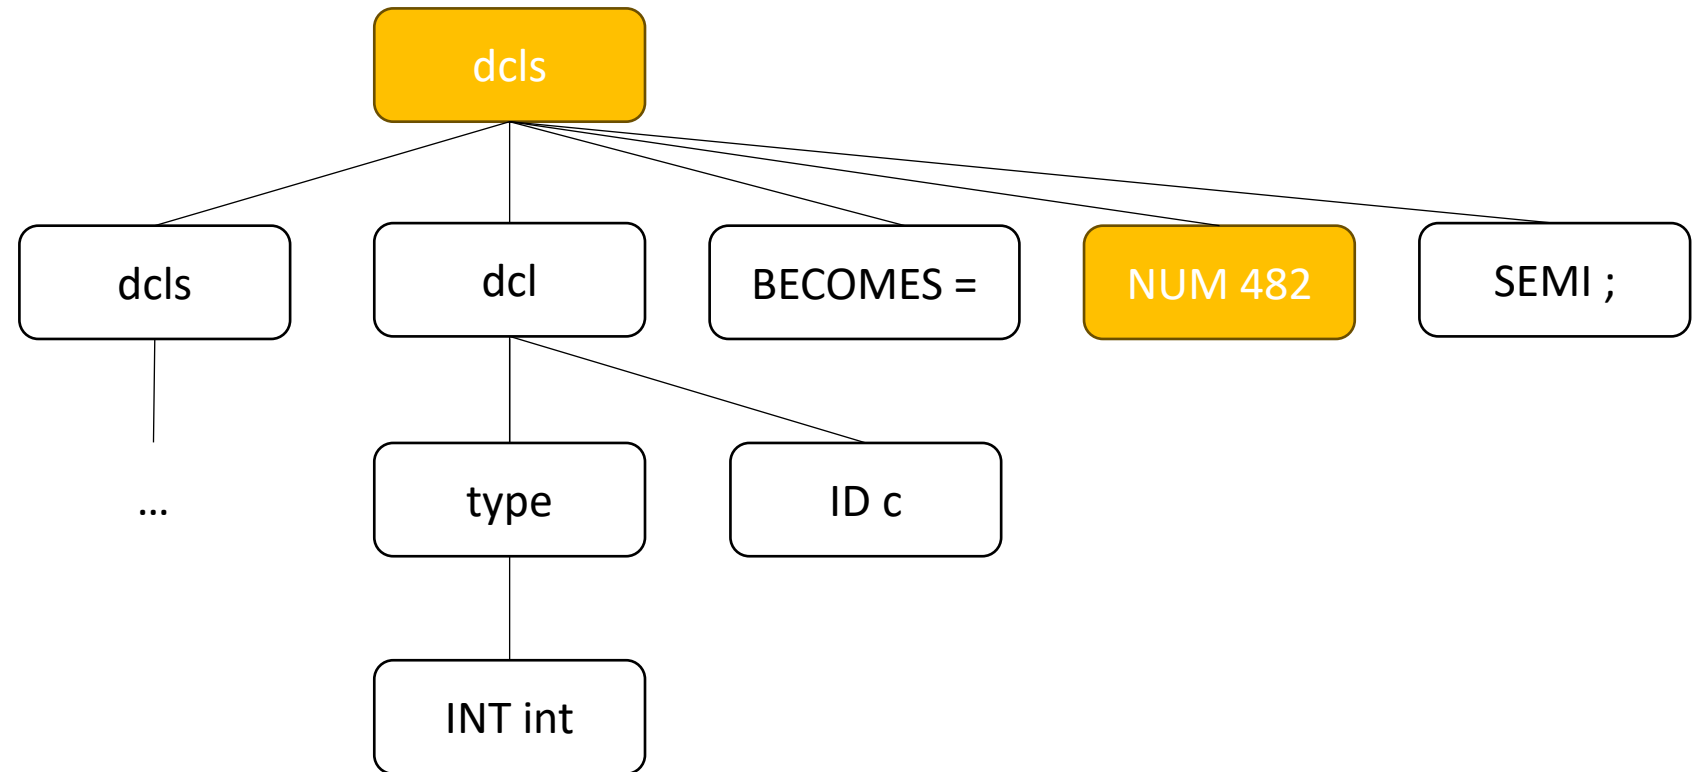 dcls
dcls
dcl
BECOMES =
NUM 482
SEMI ;
...
type
ID c
INT int